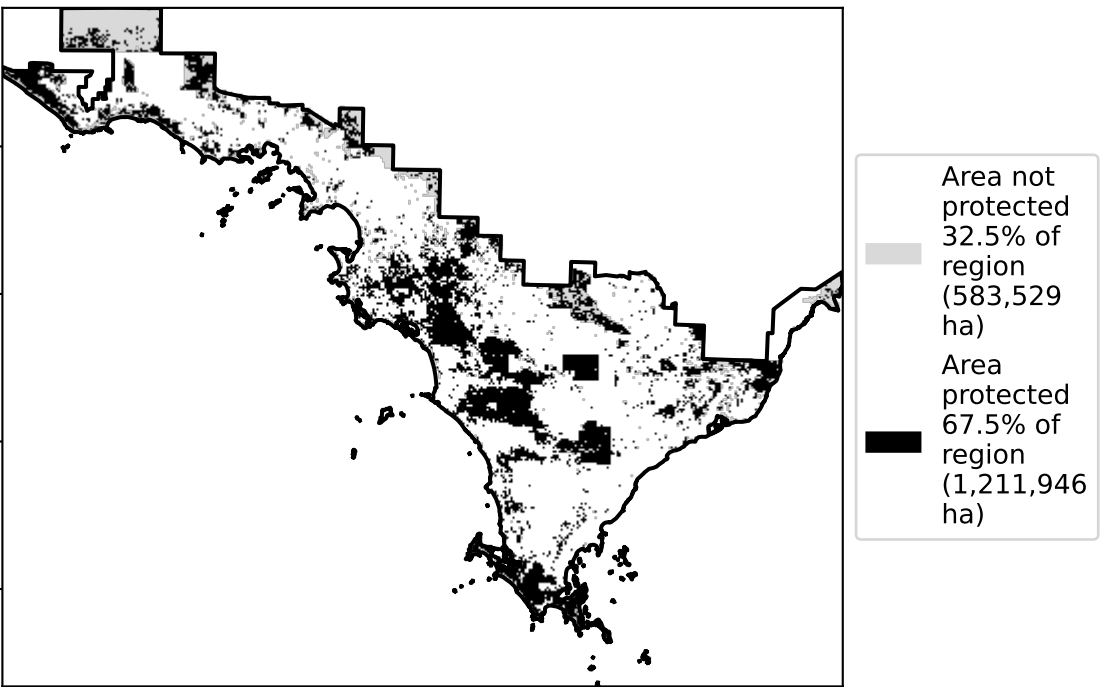 Area not
protected
32.5% of
region
(583,529
ha)
Area
protected
67.5% of
region
(1,211,946
ha)